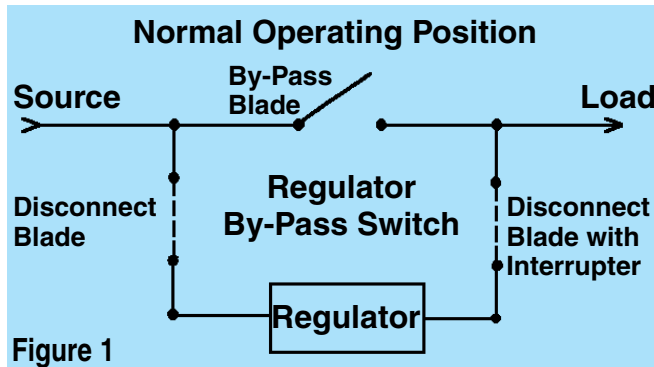 Normal Operating Position
By-Pass
Blade
Source
Load
Regulator
By-Pass Switch
Disconnect
Blade
Disconnect
Blade with
Interrupter
Regulator
Figure 1